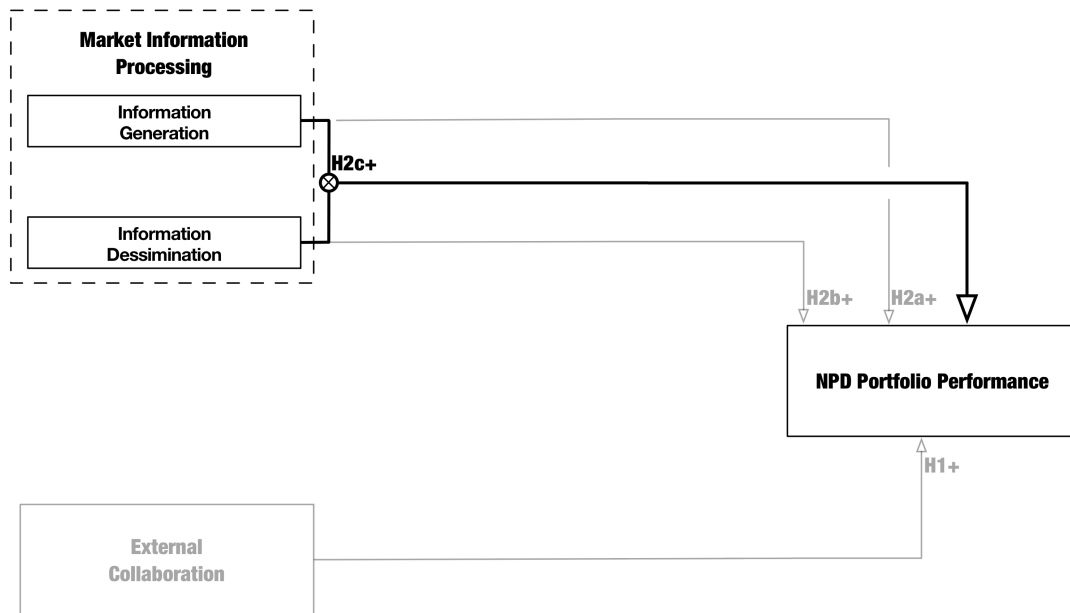 Market Information
Processing
Information
Generation
H2c+
Information
Dessimination
H2b+
H2a+
NPD Portfolio Performance
H1+
External
Collaboration